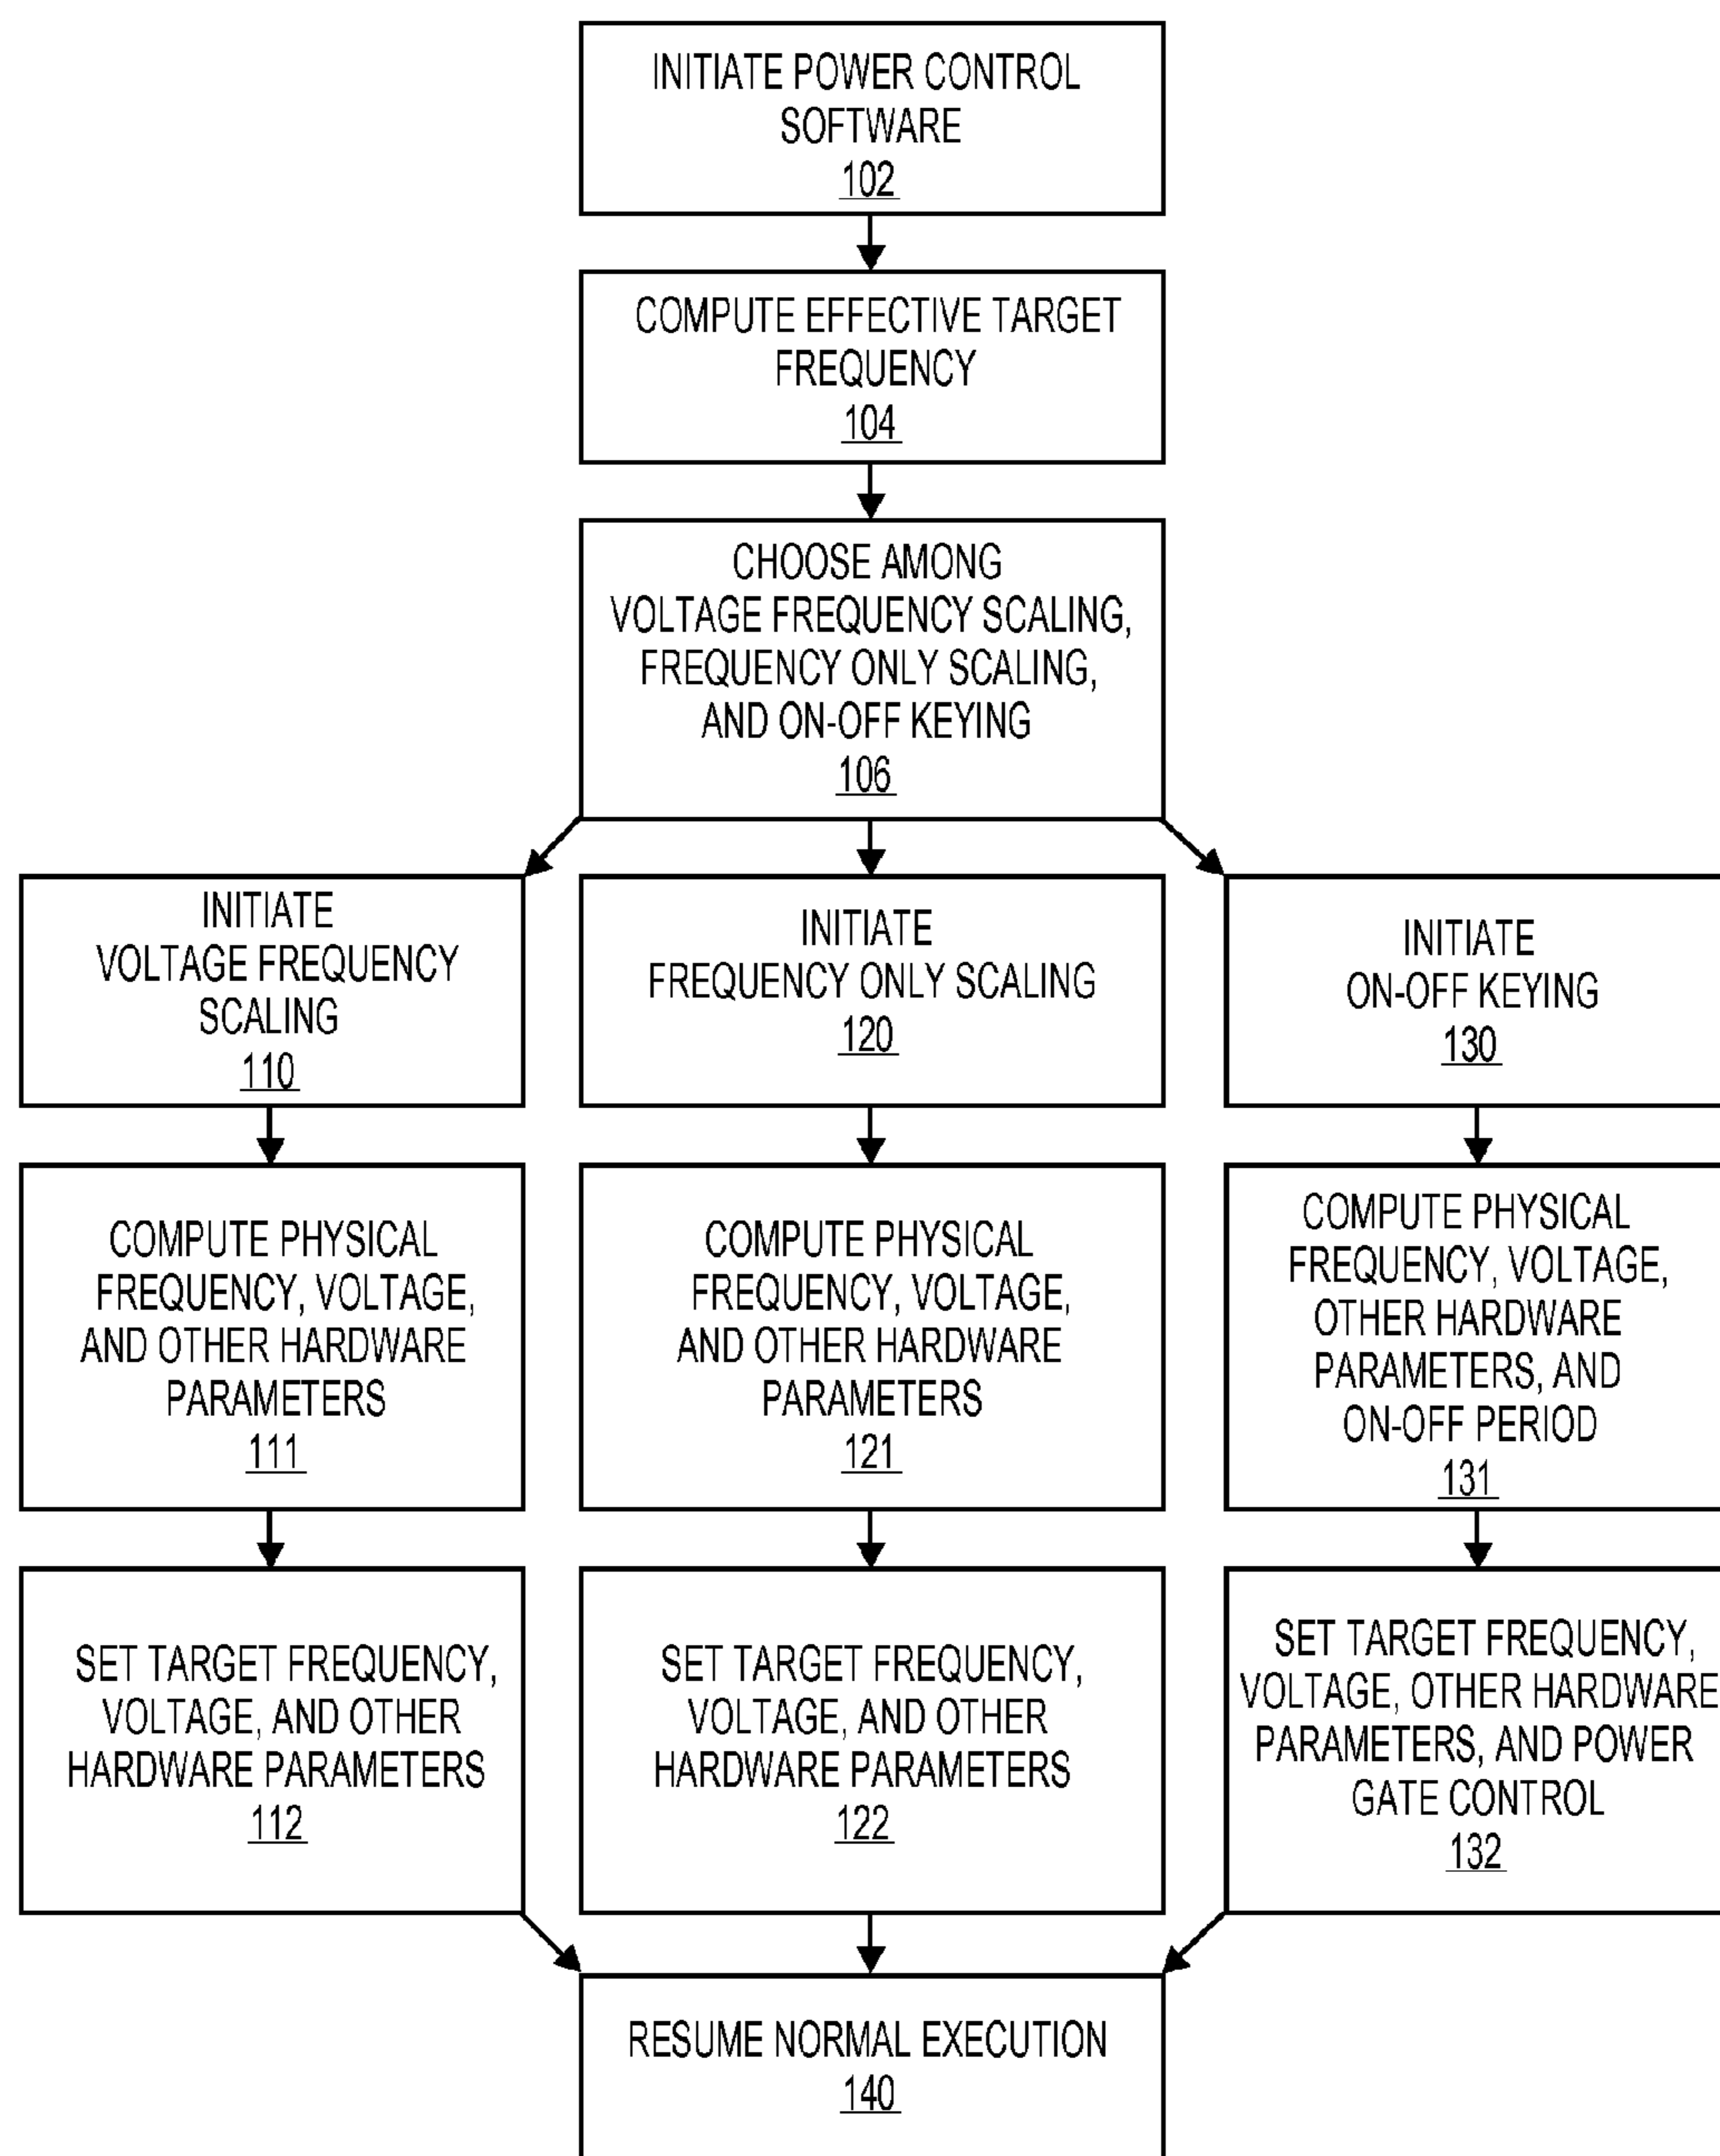 INITIATE POWER CONTROL
SOFTWARE
102
COMPUTE EFFECTIVE TARGET
FREQUENCY
104
CHOOSE AMONG
VOLTAGE FREQUENCY SCALING,
FREQUENCY ONLY SCALING,
AND ON-OFF KEYING
106
INITIATE
VOLTAGE FREQUENCY
SCALING
110
INITIATE
FREQUENCY ONLY SCALING
120
INITIATE
ON-OFF KEYING
130
COMPUTE PHYSICAL
FREQUENCY, VOLTAGE,
AND OTHER HARDWARE
PARAMETERS
111
COMPUTE PHYSICAL
FREQUENCY, VOLTAGE,
AND OTHER HARDWARE
PARAMETERS
121
COMPUTE PHYSICAL
FREQUENCY, VOLTAGE,
OTHER HARDWARE
PARAMETERS, AND
ON-OFF PERIOD
131
SET TARGET FREQUENCY,
VOLTAGE, AND OTHER
HARDWARE PARAMETERS
112
SET TARGET FREQUENCY,
VOLTAGE, AND OTHER
HARDWARE PARAMETERS
122
SET TARGET FREQUENCY,
VOLTAGE, OTHER HARDWARE
PARAMETERS, AND POWER
GATE CONTROL
132
RESUME NORMAL EXECUTION
140